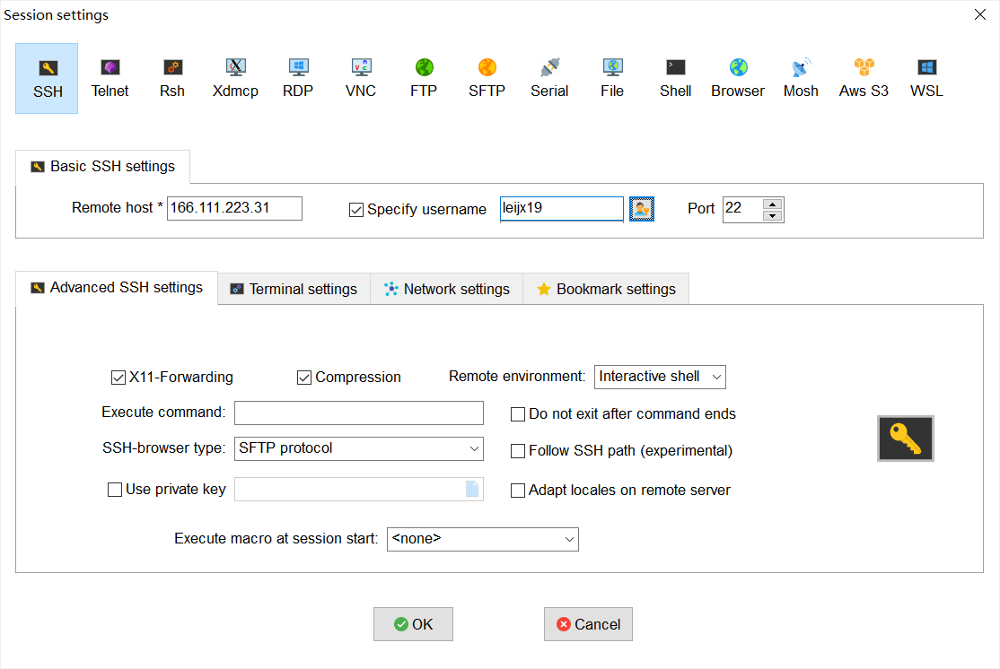 Session settings
SSH Telnet Rsh Xdmcp RDP VNC FTP SFTP Serial File Shell Browser Mosh Aws S3 WSL
Basic SSH settings
Remote host * 166.111.223.31 Specify username leijx19 Port 22
Advanced SSH settings Terminal settings Network settings Bookmark settings
X11-Forwarding Compression Remote environment: Interactive shell
Execute command: Do not exit after command ends
SSH-browser type: SFTP protocol Follow SSH path (experimental)
Use private key Adapt locales on remote server
Execute macro at session start: <none>
OK Cancel